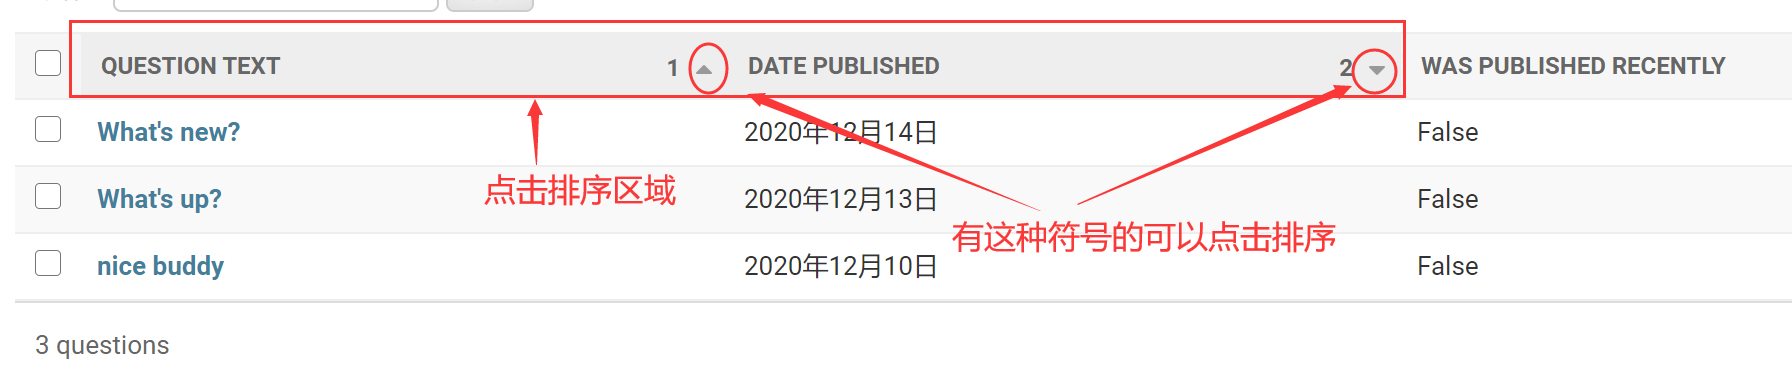 QUESTION TEXT 1 DATE PUBLISHED 2 WAS PUBLISHED RECENTLY
What's new? 2020年12月14日 False
点击排序区域
What's up? 2020年12月13日 False
有这种符号的可以点击排序
nice buddy 2020年12月10日 False
3 questions